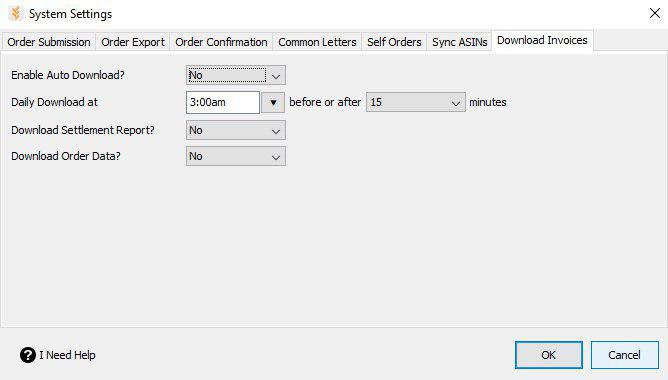 System Settings
Order Submission Order Export Order Confirmation Common Letters Self Orders Sync ASINs Download Invoices
Enable Auto Download? No
Daily Download at 3:00am before or after 15 minutes
Download Settlement Report? No
Download Order Data? No
? I Need Help OK Cancel